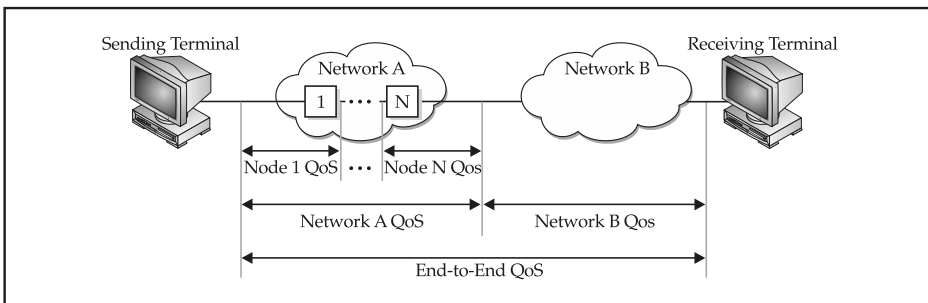 Sending Terminal
Receiving Terminal
Network A
Network B
1 ••• N
Node 1 QoS ••• Node N Qos
Network A QoS
Network B Qos
End-to-End QoS